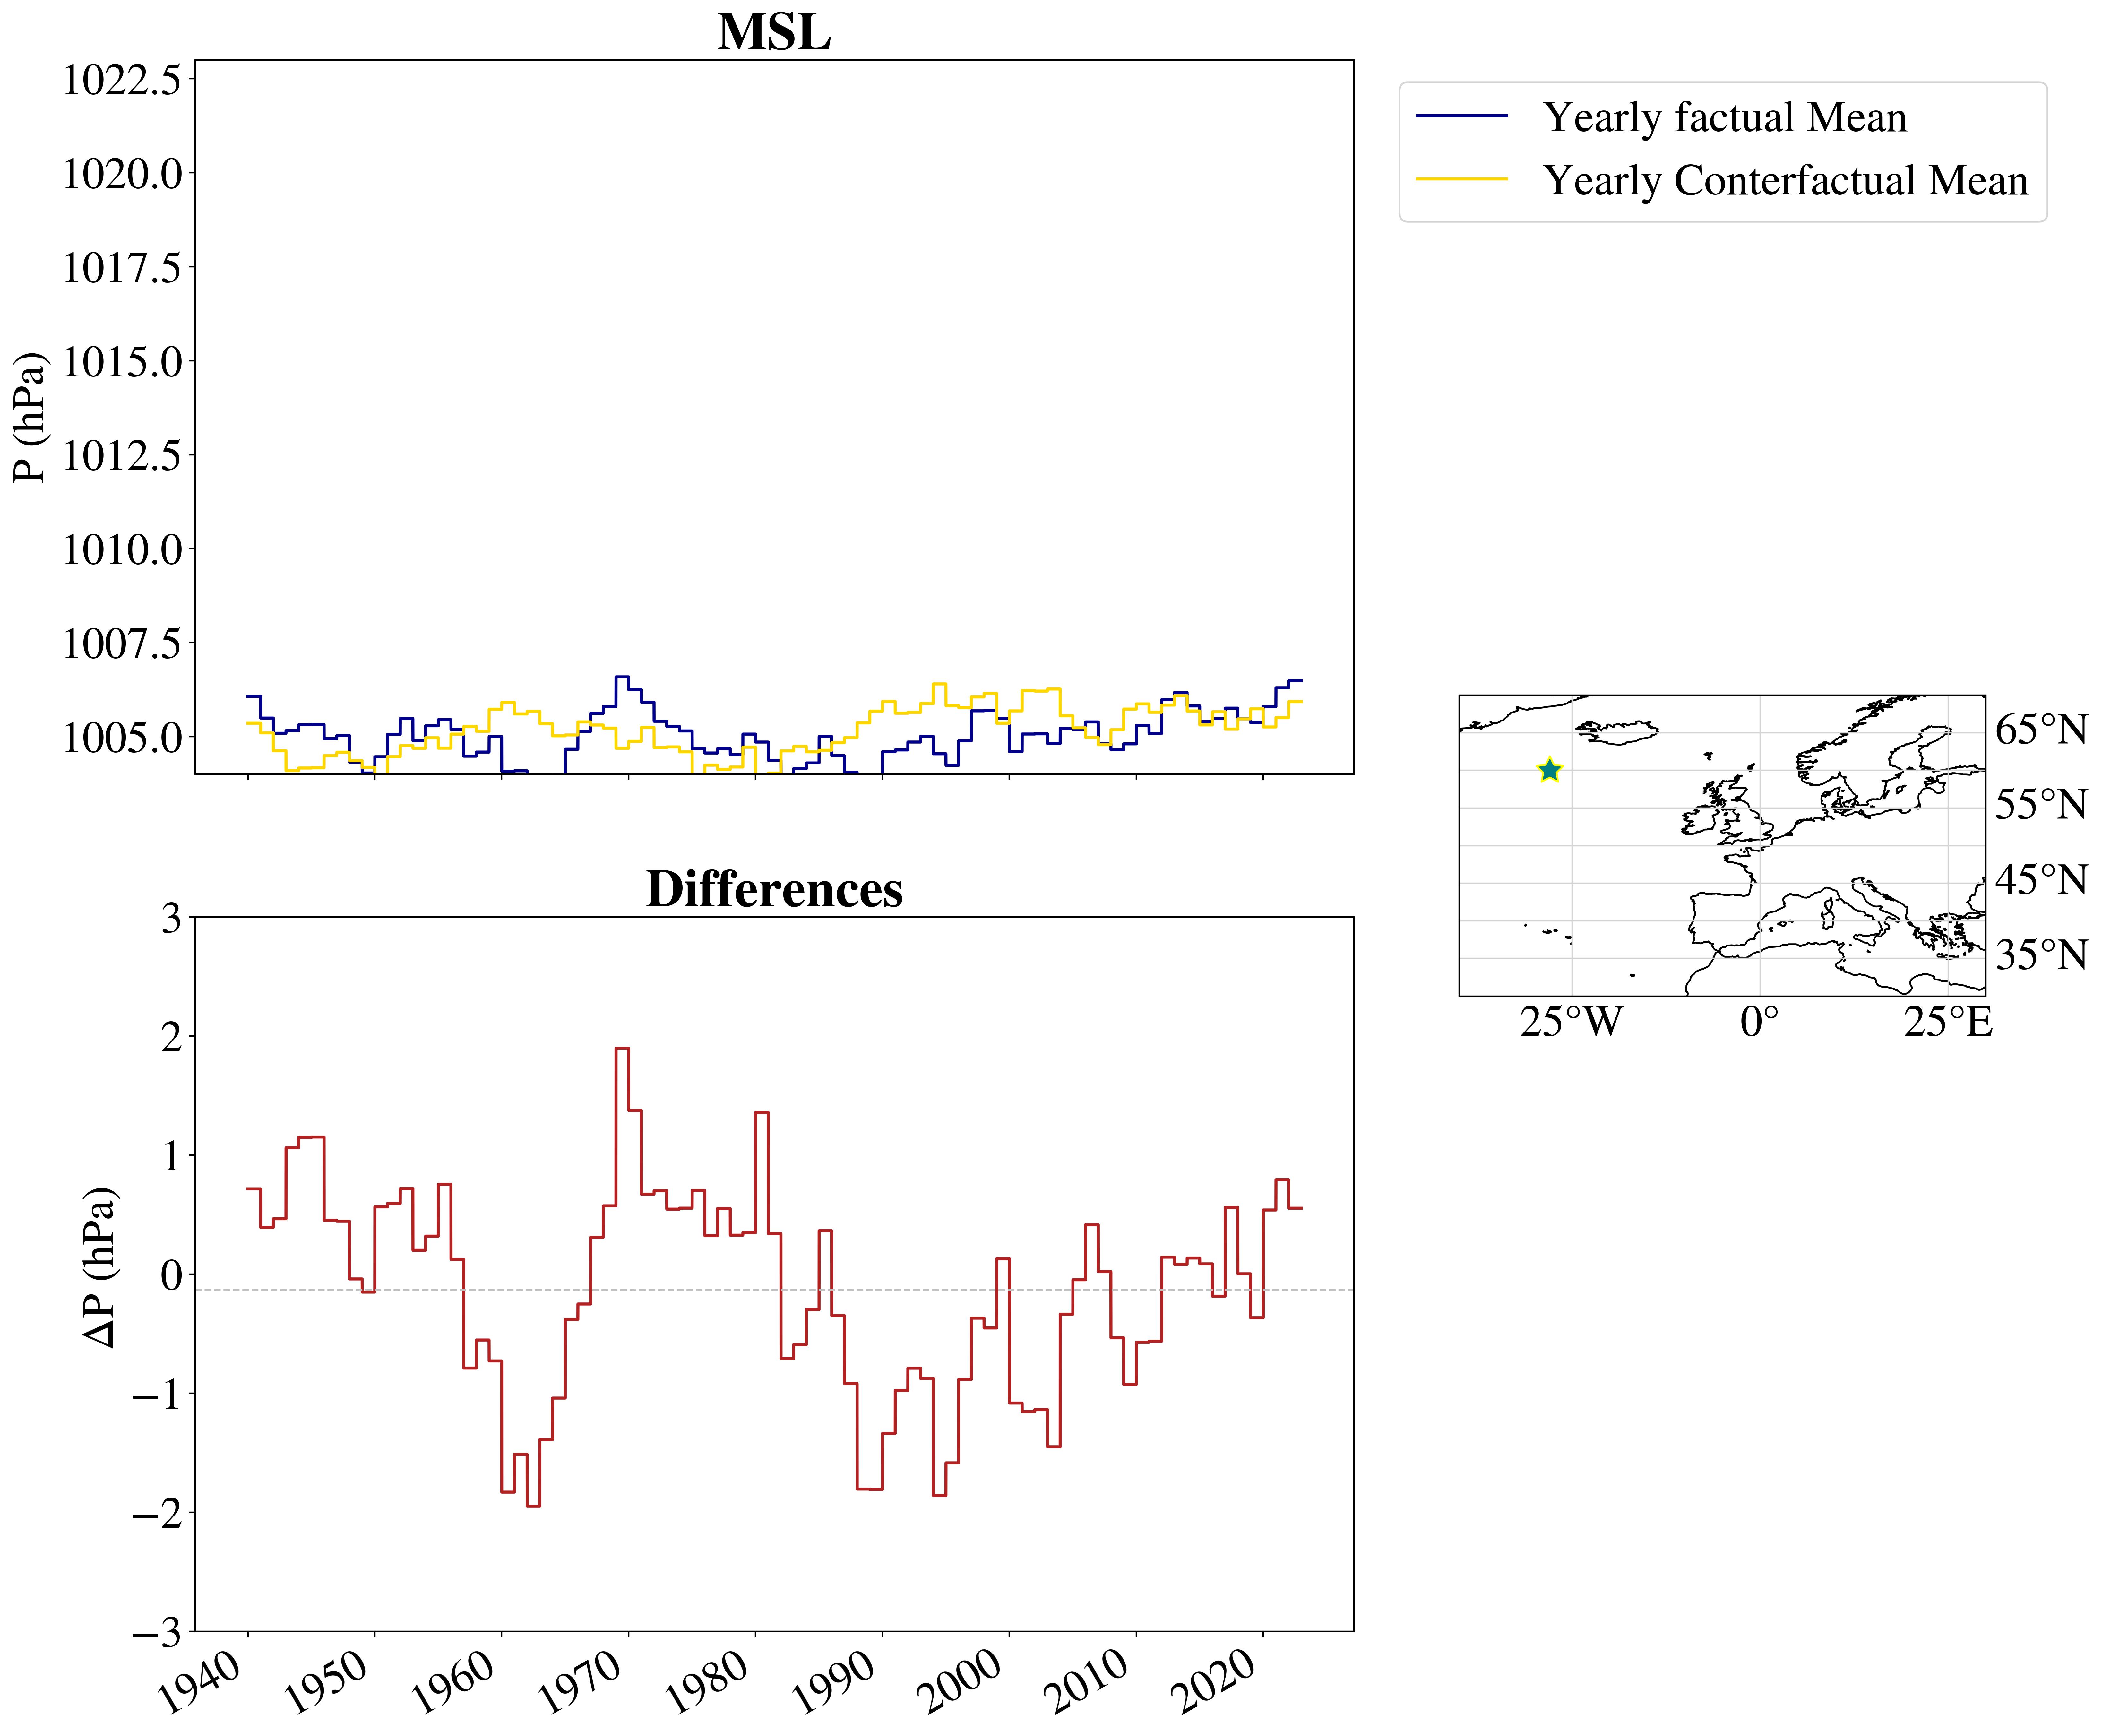 MSL
P (hPa)
1022.5
1020.0
1017.5
1015.0
1012.5
1010.0
1007.5
1005.0
Yearly factual Mean
Yearly Conterfactual Mean
65°N
55°N
45°N
35°N
25°W 0° 25°E
Differences
ΔP (hPa)
3
2
1
0
−1
−2
−3
1940 1950 1960 1970 1980 1990 2000 2010 2020